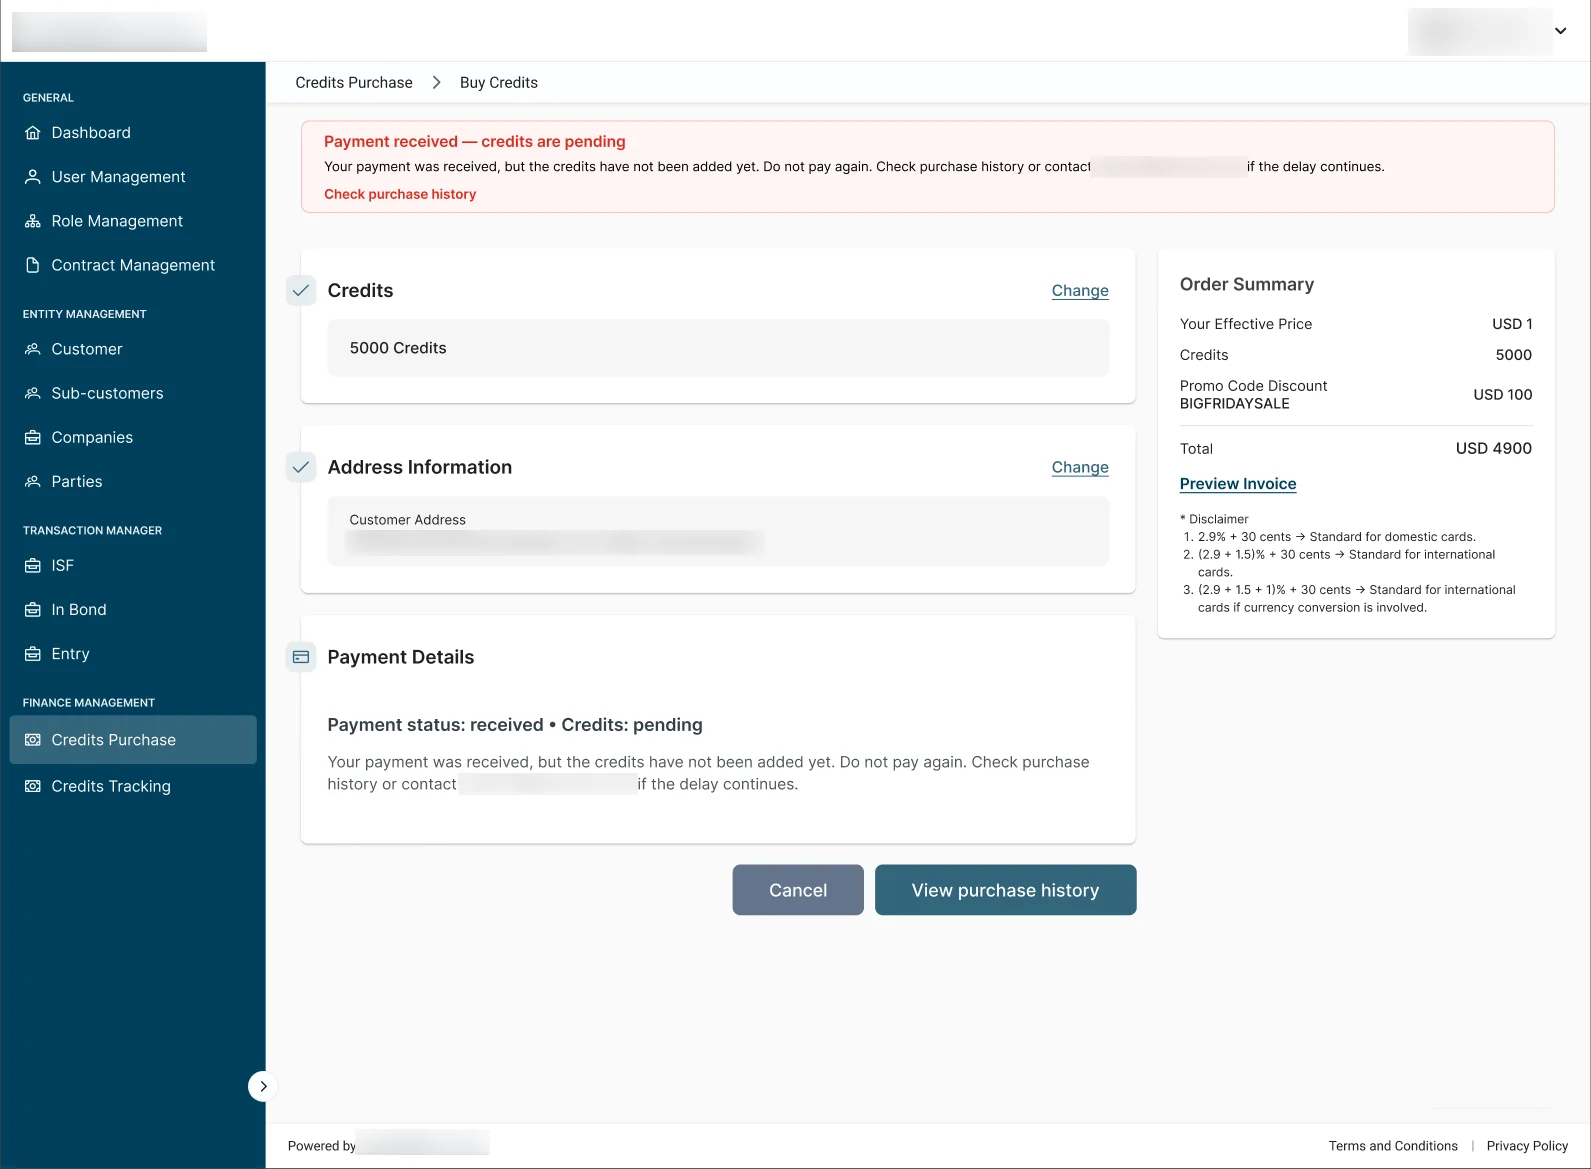 Credits Purchase > Buy Credits
GENERAL
Dashboard
User Management
Role Management
Contract Management
ENTITY MANAGEMENT
Customer
Sub-customers
Companies
Parties
TRANSACTION MANAGER
ISF
In Bond
Entry
FINANCE MANAGEMENT
Credits Purchase
Credits Tracking
Payment received — credits are pending
Your payment was received, but the credits have not been added yet. Do not pay again. Check purchase history or contact if the delay continues.
Check purchase history
Credits
Change
5000 Credits
Address Information
Change
Customer Address
Payment Details
Payment status: received • Credits: pending
Your payment was received, but the credits have not been added yet. Do not pay again. Check purchase
history or contact if the delay continues.
Cancel
View purchase history
Order Summary
Your Effective Price USD 1
Credits 5000
Promo Code Discount
BIGFRIDAYSALE
USD 100
Total USD 4900
Preview Invoice
* Disclaimer
1. 2.9% + 30 cents → Standard for domestic cards.
2. (2.9 + 1.5)% + 30 cents → Standard for international
cards.
3. (2.9 + 1.5 + 1)% + 30 cents → Standard for international
cards if currency conversion is involved.
Powered by
Terms and Conditions | Privacy Policy